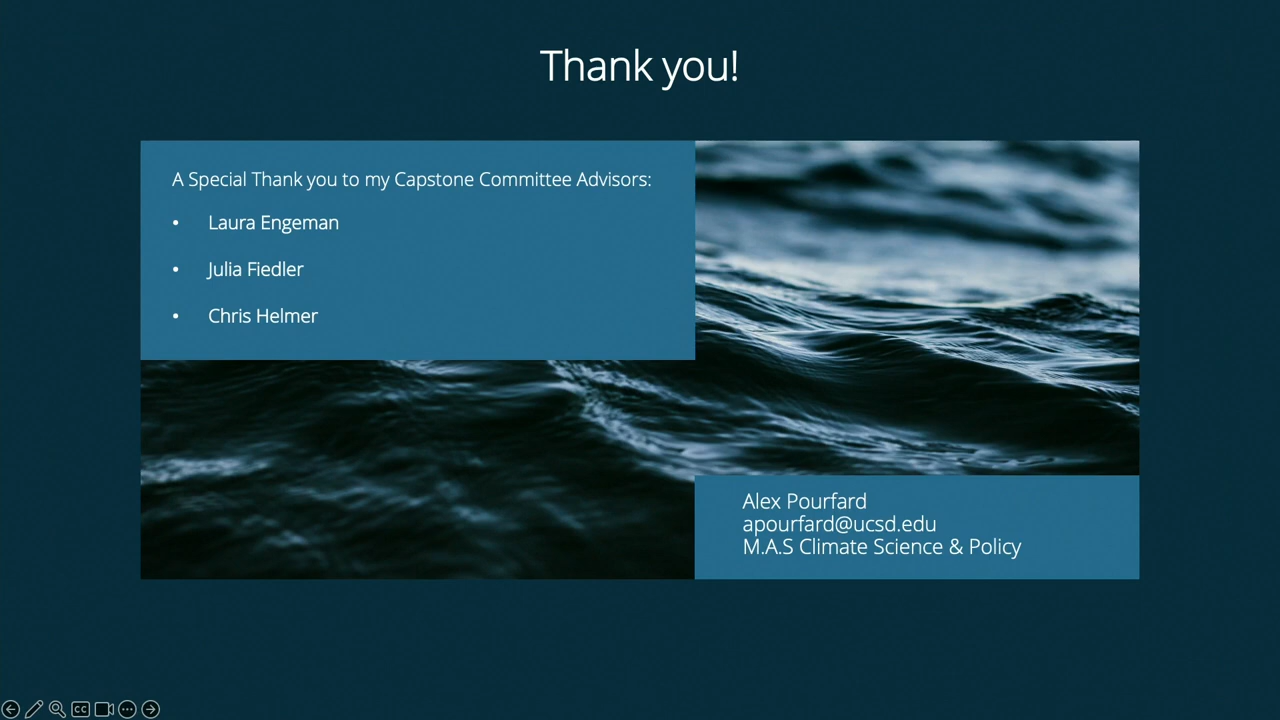 Thank you!
A Special Thank you to my Capstone Committee Advisors:
• Laura Engeman
• Julia Fiedler
• Chris Helmer
Alex Pourfard
apourfard@ucsd.edu
M.A.S Climate Science & Policy
CC